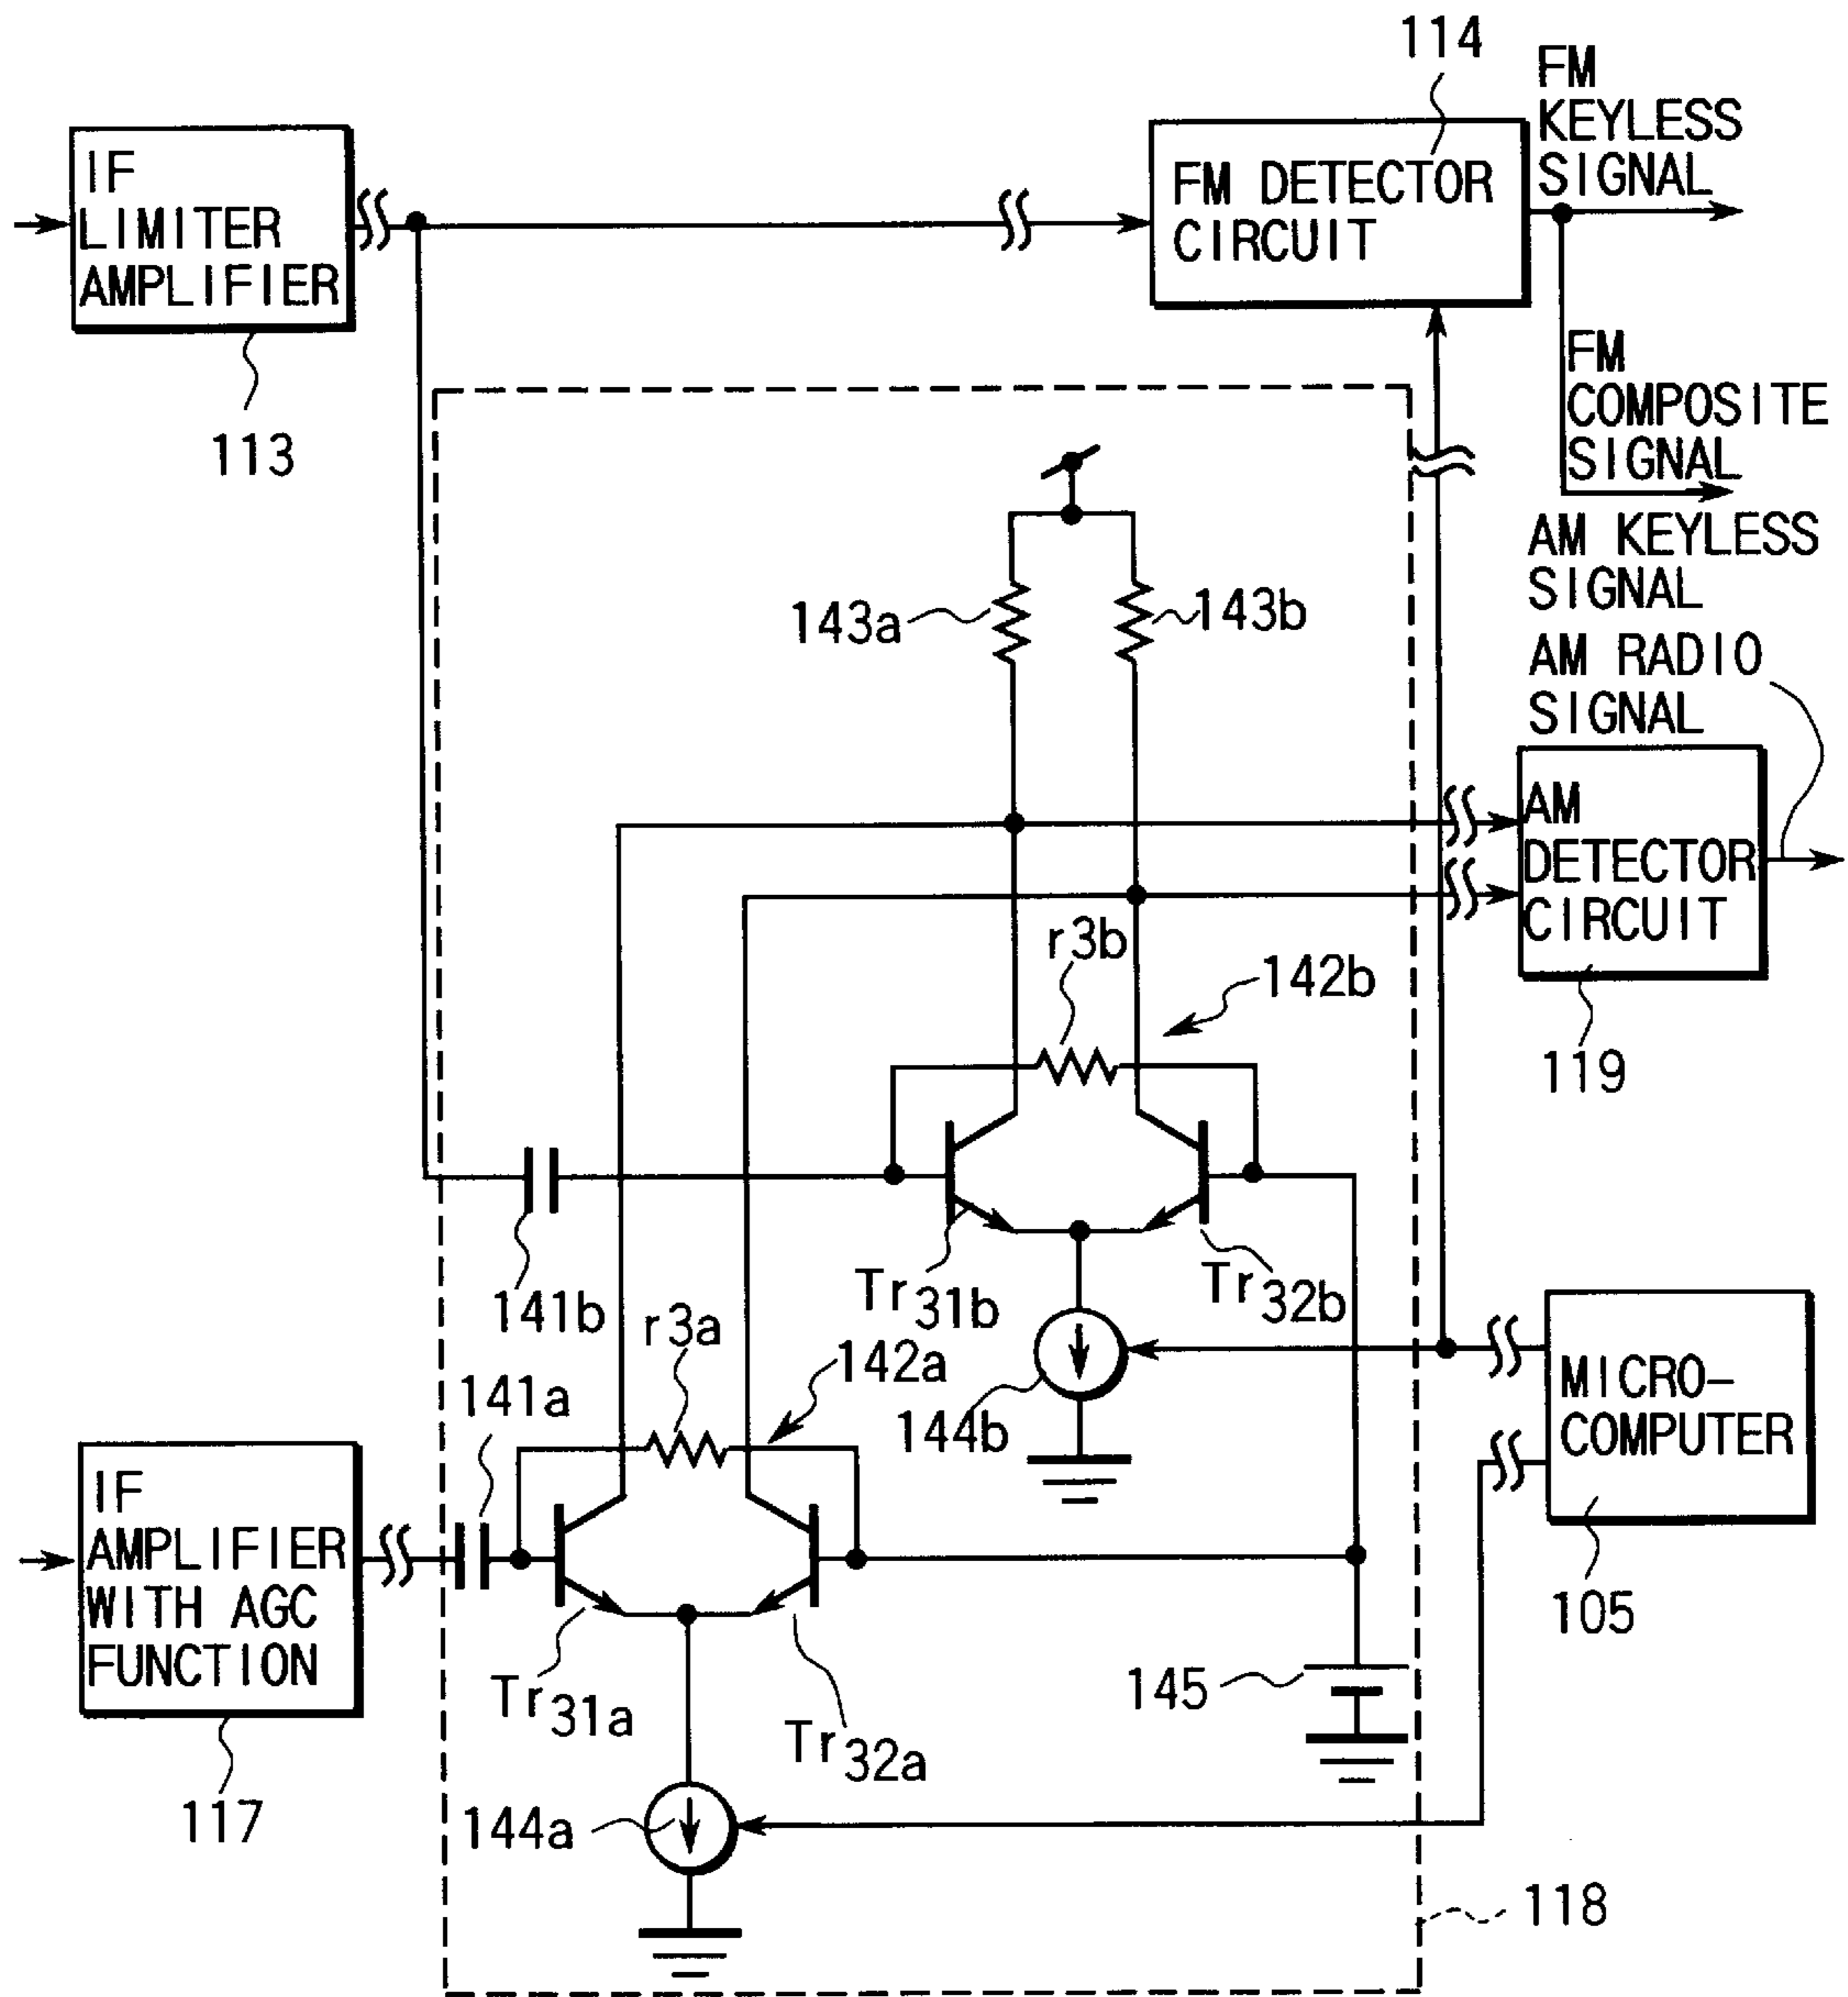 114
FM
KEYLESS
SIGNAL
IF
LIMITER
AMPLIFIER
FM DETECTOR
CIRCUIT
113
FM
COMPOSITE
SIGNAL
AM KEYLESS
SIGNAL
143a
143b
AM RADIO
SIGNAL
AM
DETECTOR
CIRCUIT
r3b
142b
119
141b
Tr31b
Tr32b
r3a
142a
141a
144b
MICRO-
COMPUTER
IF
AMPLIFIER
WITH AGC
FUNCTION
105
Tr31a
Tr32a
145
117
144a
118